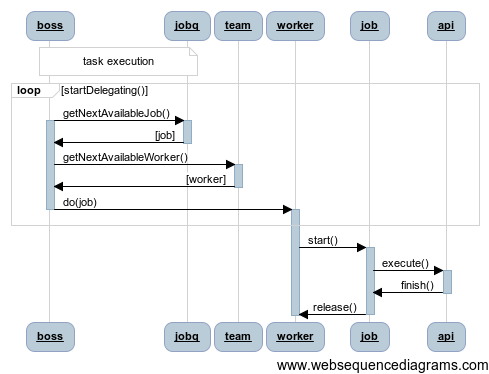 boss jobq team worker job api
task execution
loop [startDelegating()]
getNextAvailableJob()
[job]
getNextAvailableWorker()
[worker]
do(job)
start()
execute()
finish()
release()
boss jobq team worker job api
www.websequencediagrams.com